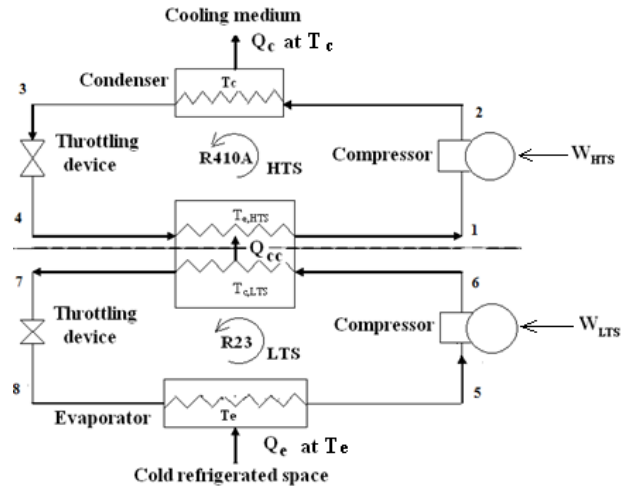 Cooling medium
Q_c at T_c
Condenser
Tc
3
2
Throttling
device
R410A
HTS
Compressor
W_HTS
4
T_e,HTS
1
Q_cc
7
T_c,LTS
6
Throttling
device
R23
LTS
Compressor
W_LTS
8
5
Evaporator
Te
Q_e at T_e
Cold refrigerated space